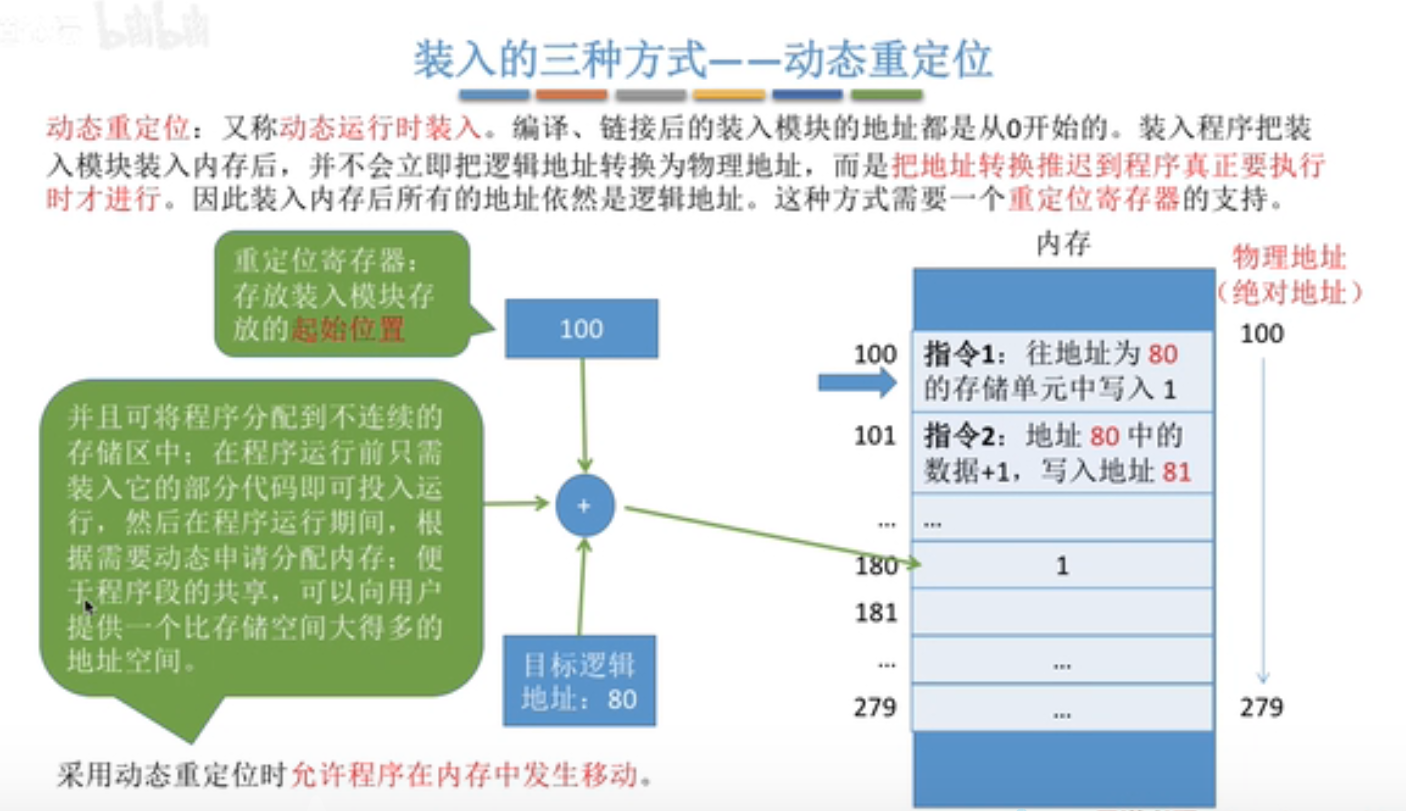 bilibili
装入的三种方式——动态重定位
动态重定位：又称动态运行时装入。编译、链接后的装入模块的地址都是从0开始的。装入程序把装
入模块装入内存后，并不会立即把逻辑地址转换为物理地址，而是把地址转换推迟到程序真正要执行
时才进行。因此装入内存后所有的地址依然是逻辑地址。这种方式需要一个重定位寄存器的支持。
重定位寄存器：
存放装入模块存
放的起始位置
100
并且可将程序分配到不连续的
存储区中；在程序运行前只需
装入它的部分代码即可投入运
行，然后在程序运行期间，根
据需要动态申请分配内存；便
于程序段的共享，可以向用户
提供一个比存储空间大得多的
地址空间。
+
目标逻辑
地址：80
采用动态重定位时允许程序在内存中发生移动。
内存
物理地址
（绝对地址）
100
100
指令1：往地址为 80
的存储单元中写入 1
101
指令2：地址 80 中的
数据+1，写入地址 81
...
...
180
1
181
...
...
279
...
279